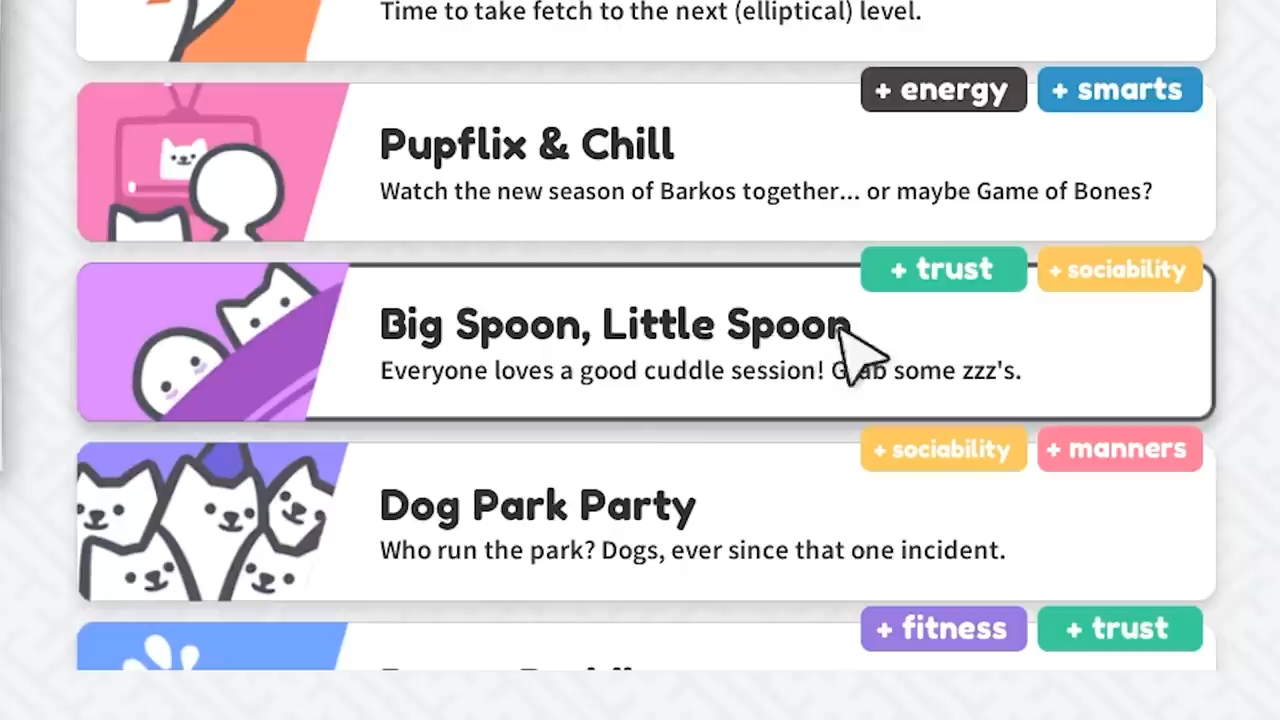 Time to take fetch to the next (elliptical) level.
+ energy
+ smarts
Pupflix & Chill
Watch the new season of Barkos together... or maybe Game of Bones?
+ trust
+ sociability
Big Spoon, Little Spoon
Everyone loves a good cuddle session! Grab some zzz's.
+ sociability
+ manners
Dog Park Party
Who run the park? Dogs, ever since that one incident.
+ fitness
+ trust